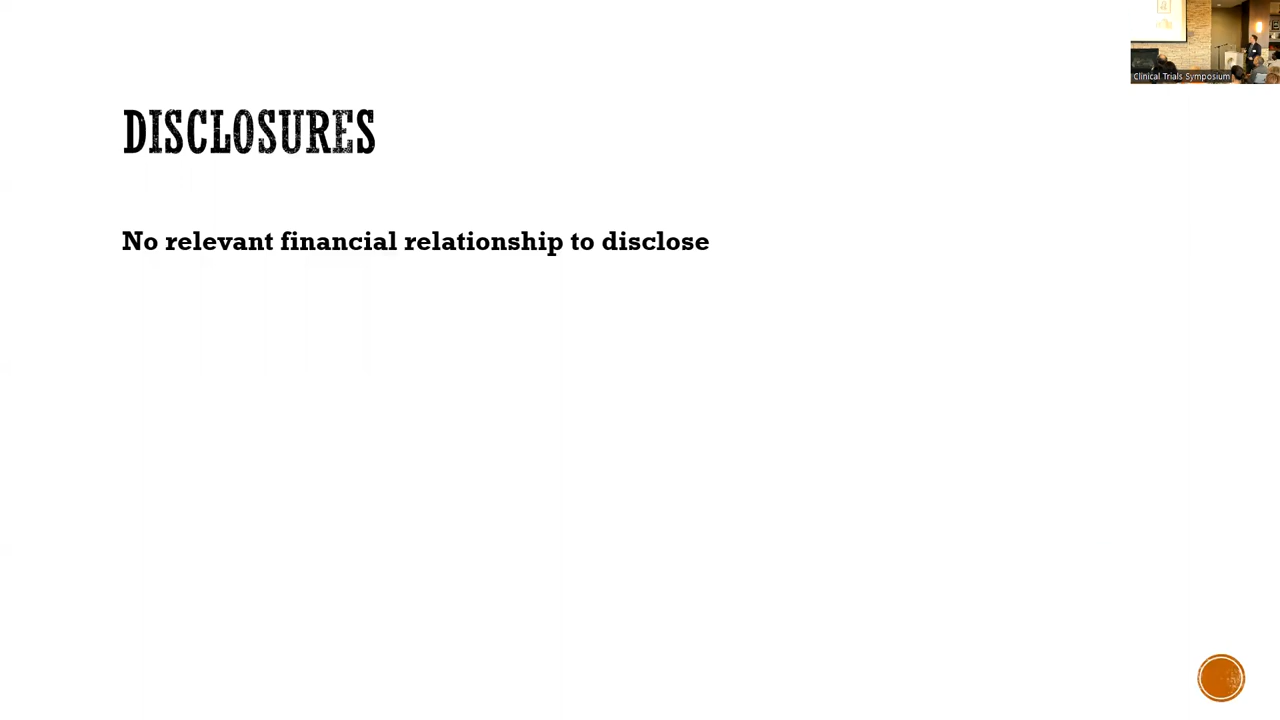 Clinical Trials Symposium
DISCLOSURES
No relevant financial relationship to disclose